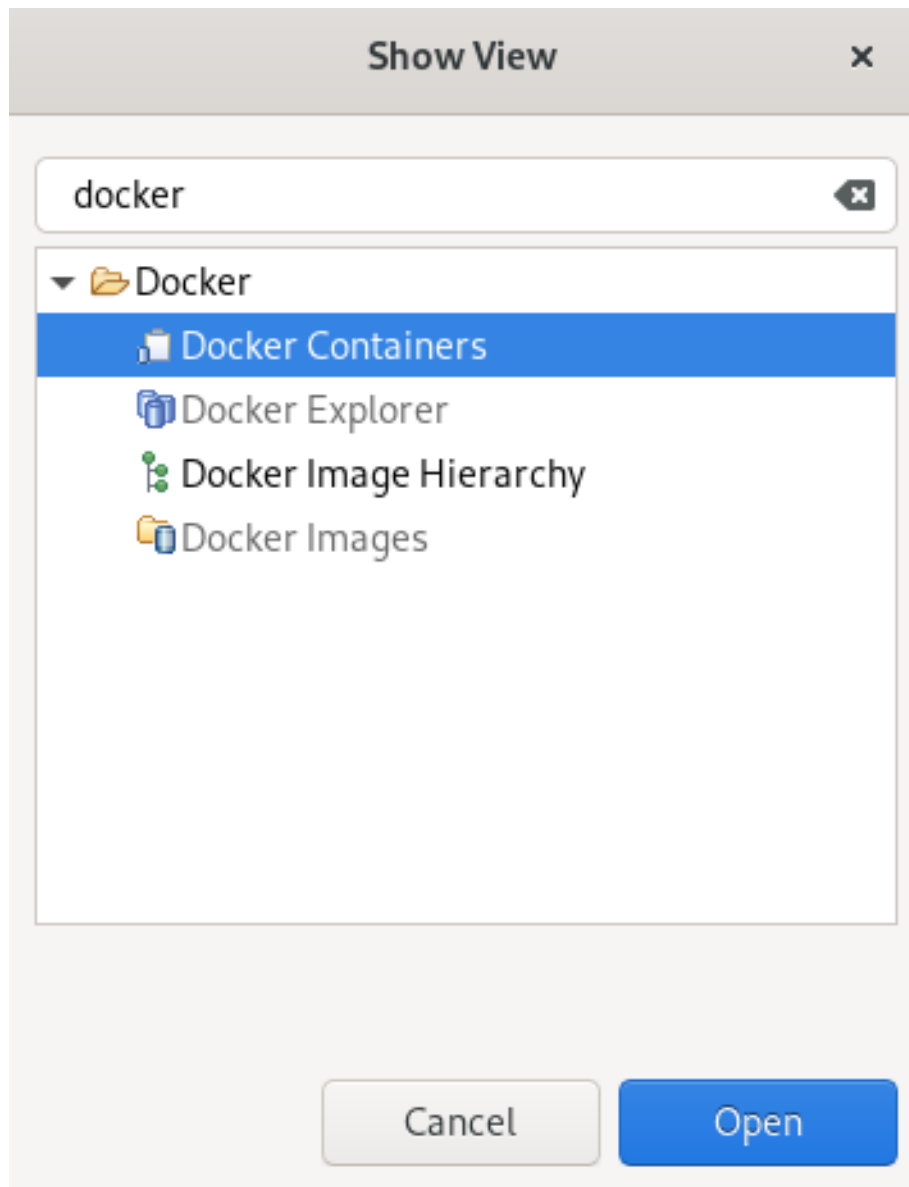 Show View
docker
Docker
Docker Containers
Docker Explorer
Docker Image Hierarchy
Docker Images
Cancel
Open